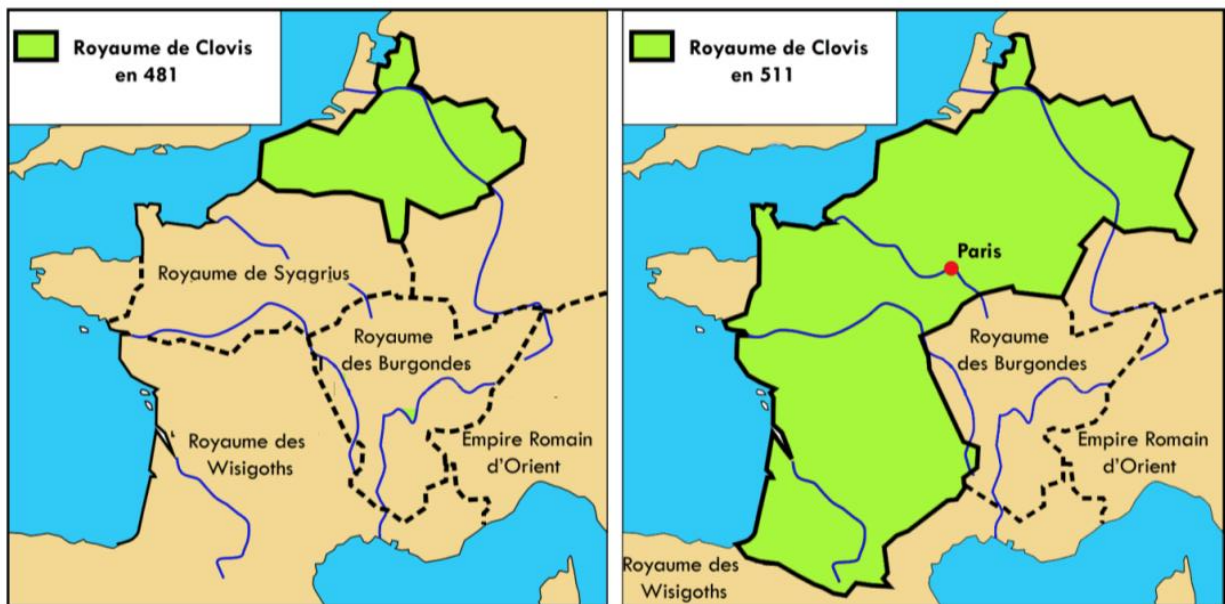 Royaume de Clovis
en 481
Royaume de Syagrius
Royaume
des Burgondes
Royaume des
Wisigoths
Empire Romain
d'Orient
Royaume de Clovis
en 511
Paris
Royaume
des Burgondes
Empire Romain
d'Orient
Royaume des
Wisigoths